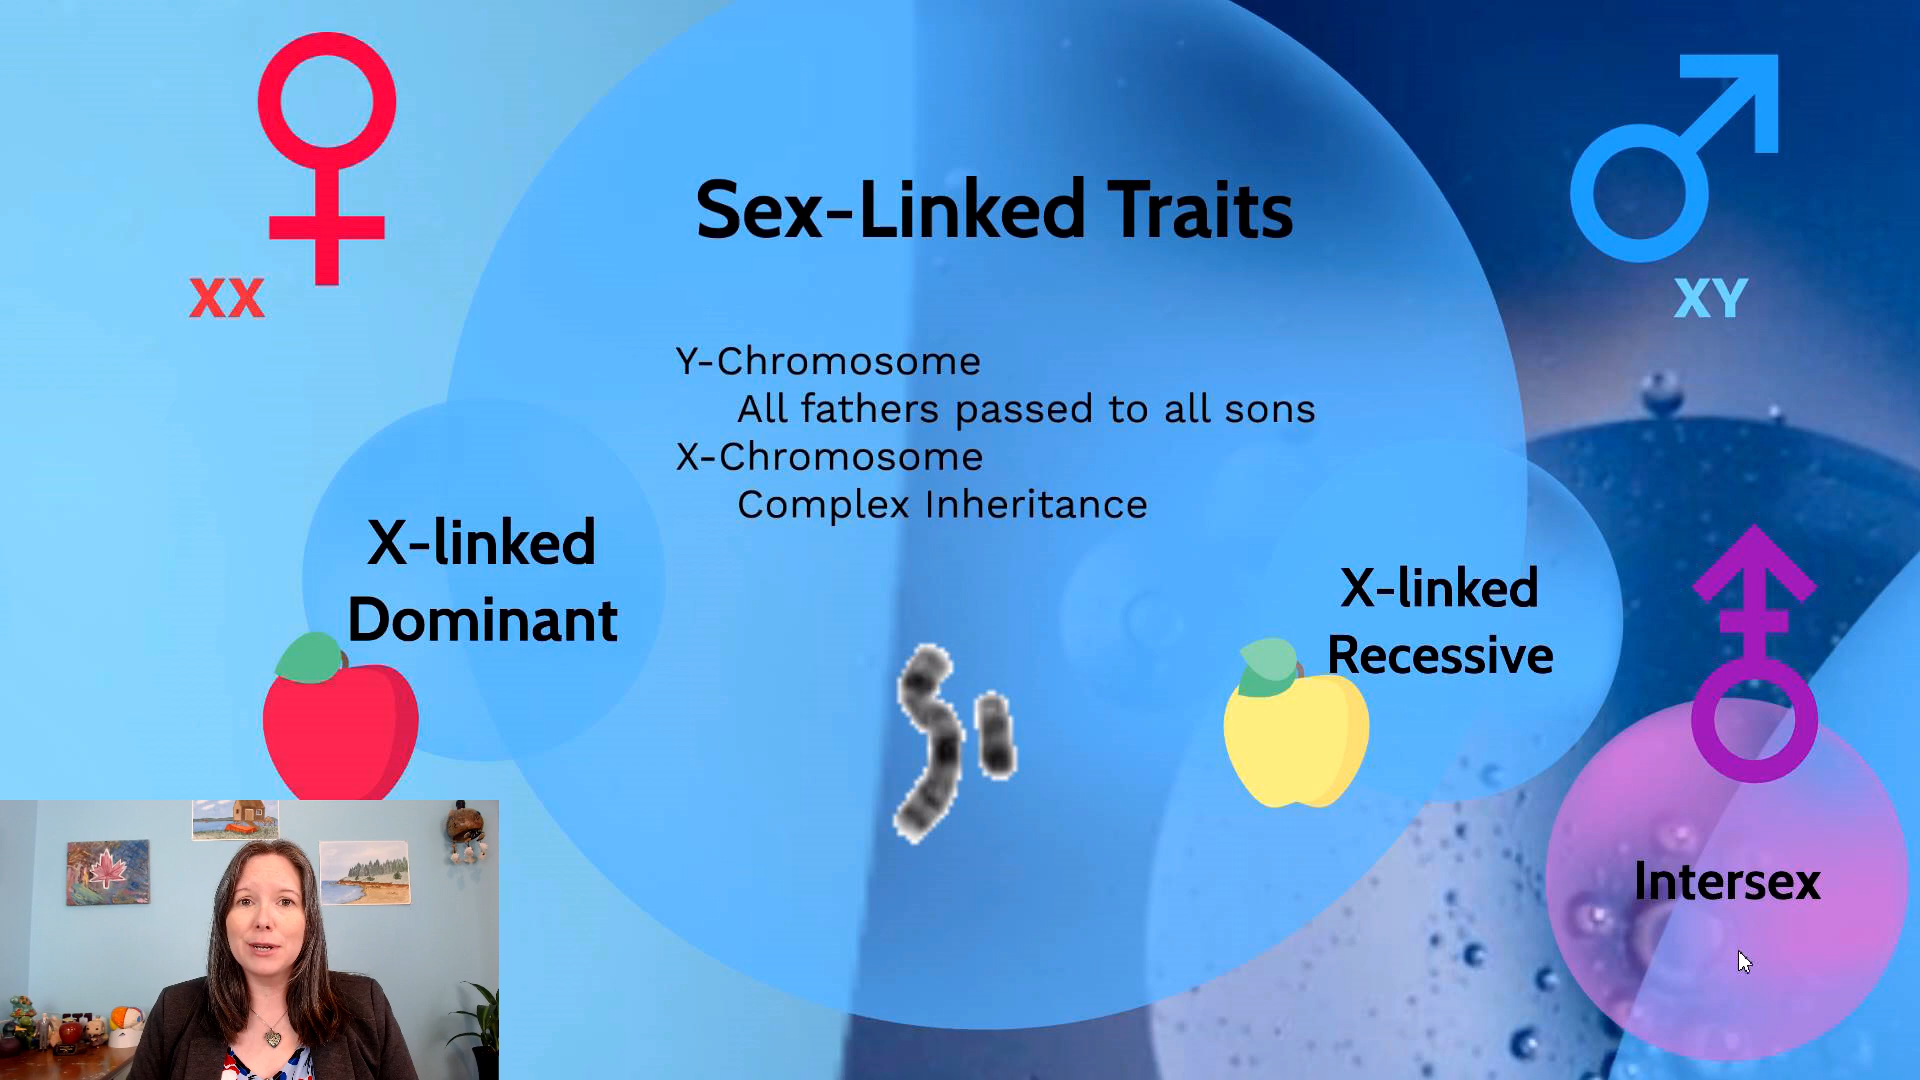 Sex-Linked Traits
XX
XY
Y-Chromosome
All fathers passed to all sons
X-Chromosome
Complex Inheritance
X-linked
Dominant
X-linked
Recessive
Intersex